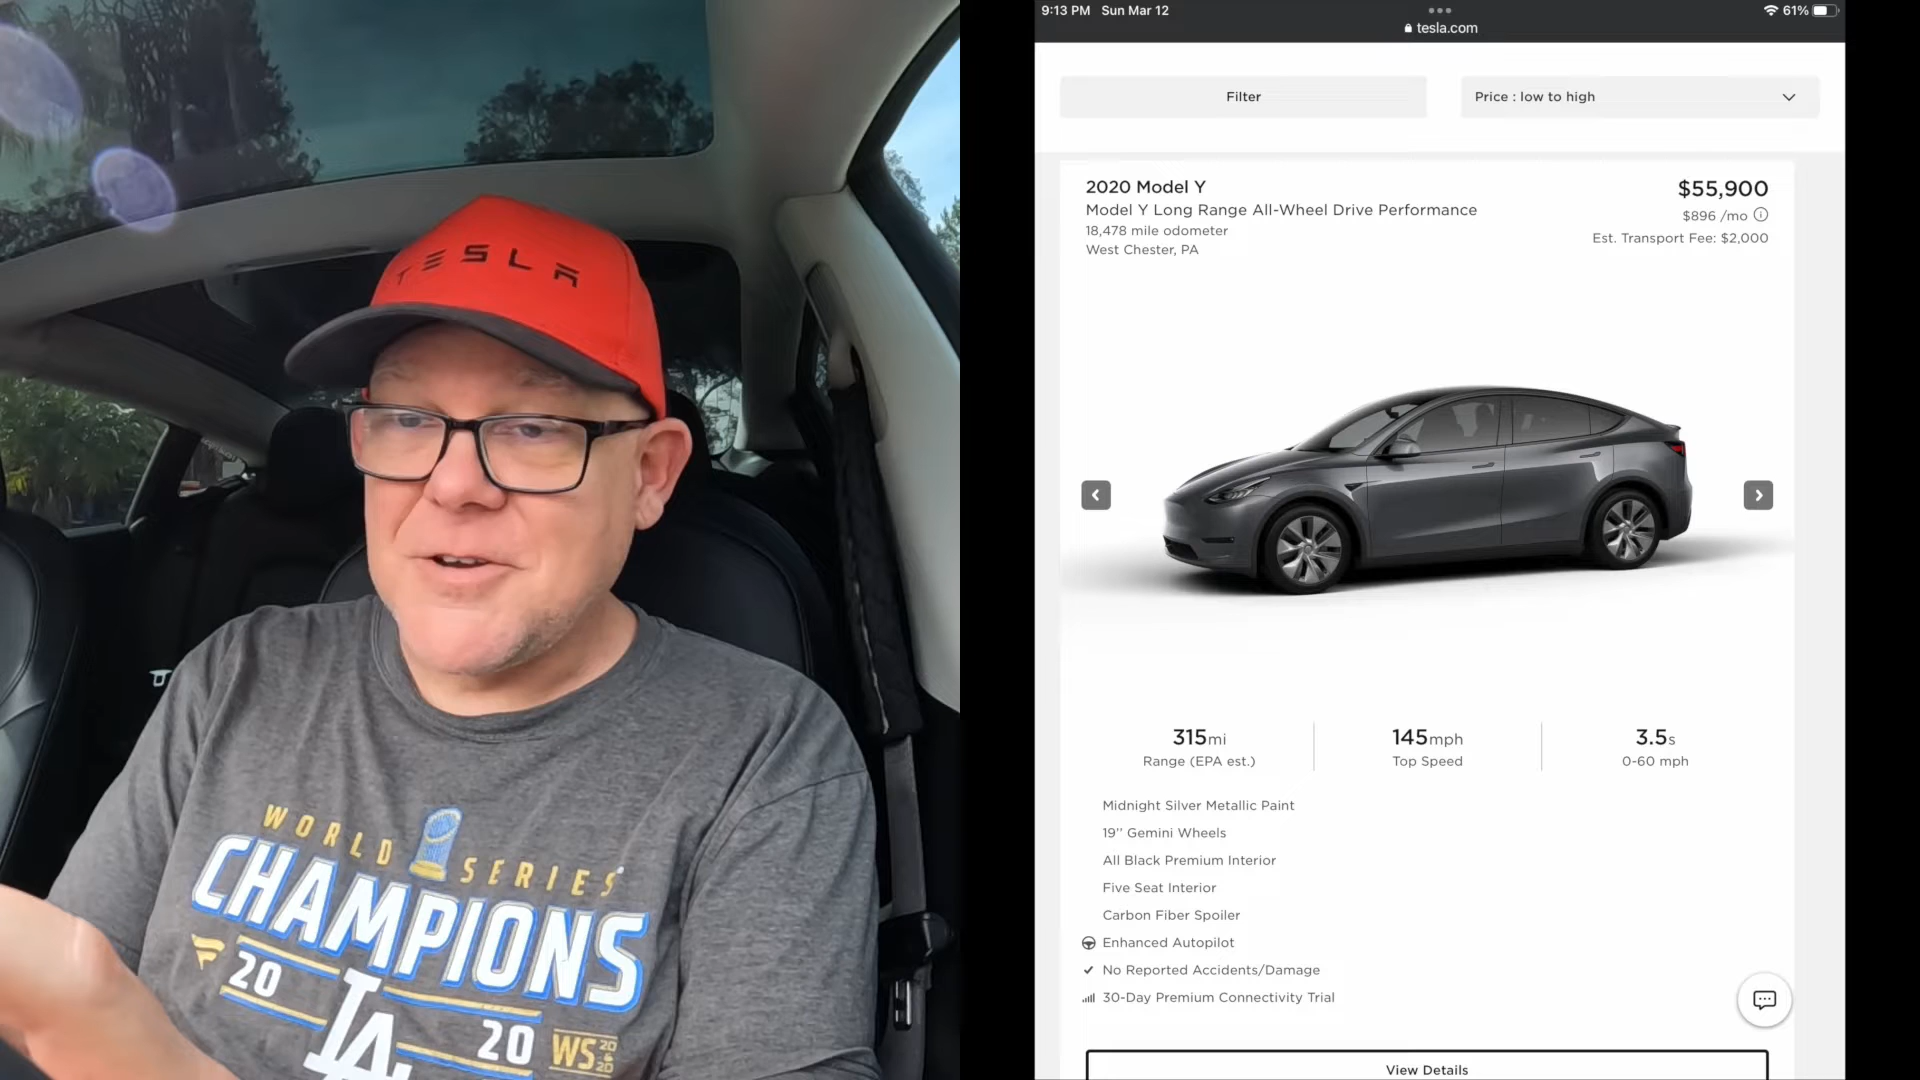 TESLA
WORLD SERIES
CHAMPIONS
20 20
LA
WS 20 20
9:13 PM Sun Mar 12
61%
tesla.com
Filter
Price : low to high
2020 Model Y
$55,900
Model Y Long Range All-Wheel Drive Performance
$896 /mo
18,478 mile odometer
Est. Transport Fee: $2,000
West Chester, PA
315mi
145mph
3.5s
Range (EPA est.)
Top Speed
0-60 mph
Midnight Silver Metallic Paint
19’’ Gemini Wheels
All Black Premium Interior
Five Seat Interior
Carbon Fiber Spoiler
Enhanced Autopilot
No Reported Accidents/Damage
30-Day Premium Connectivity Trial
View Details